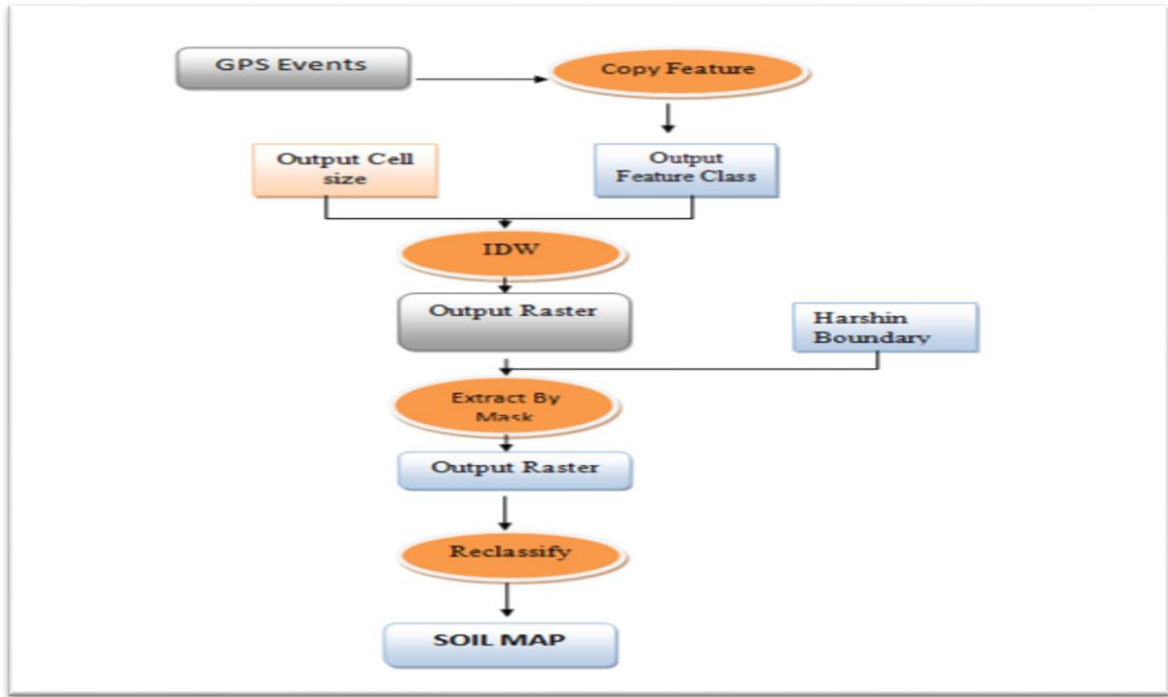 GPS Events
Copy Feature
Output Cell
size
Output
Feature Class
IDW
Output Raster
Harshin
Boundary
Extract By
Mask
Output Raster
Reclassify
SOIL MAP